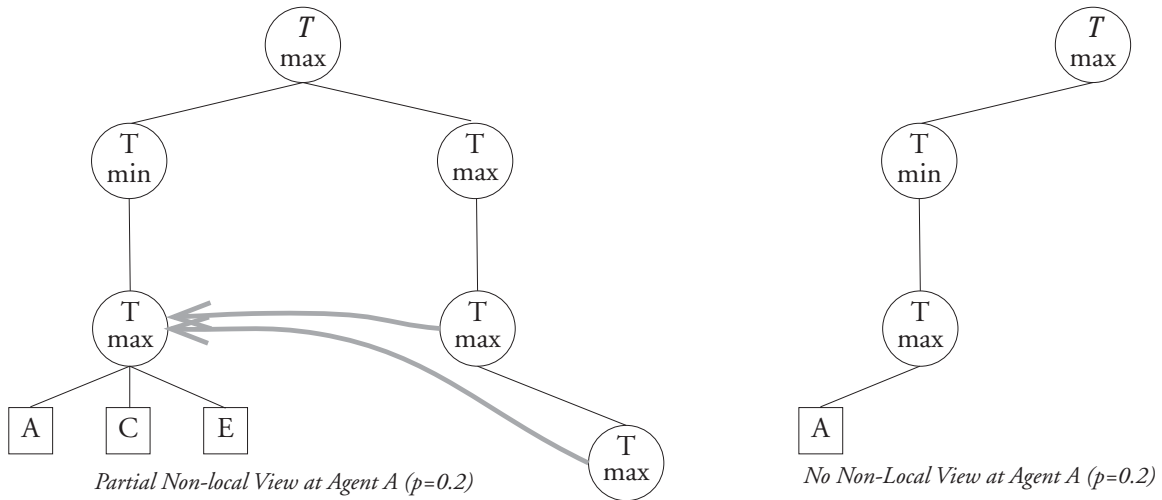 T
max
T
min
T
max
T
max
T
max
A
C
E
T
max
Partial Non-local View at Agent A (p=0.2)
T
max
T
min
T
max
A
No Non-Local View at Agent A (p=0.2)